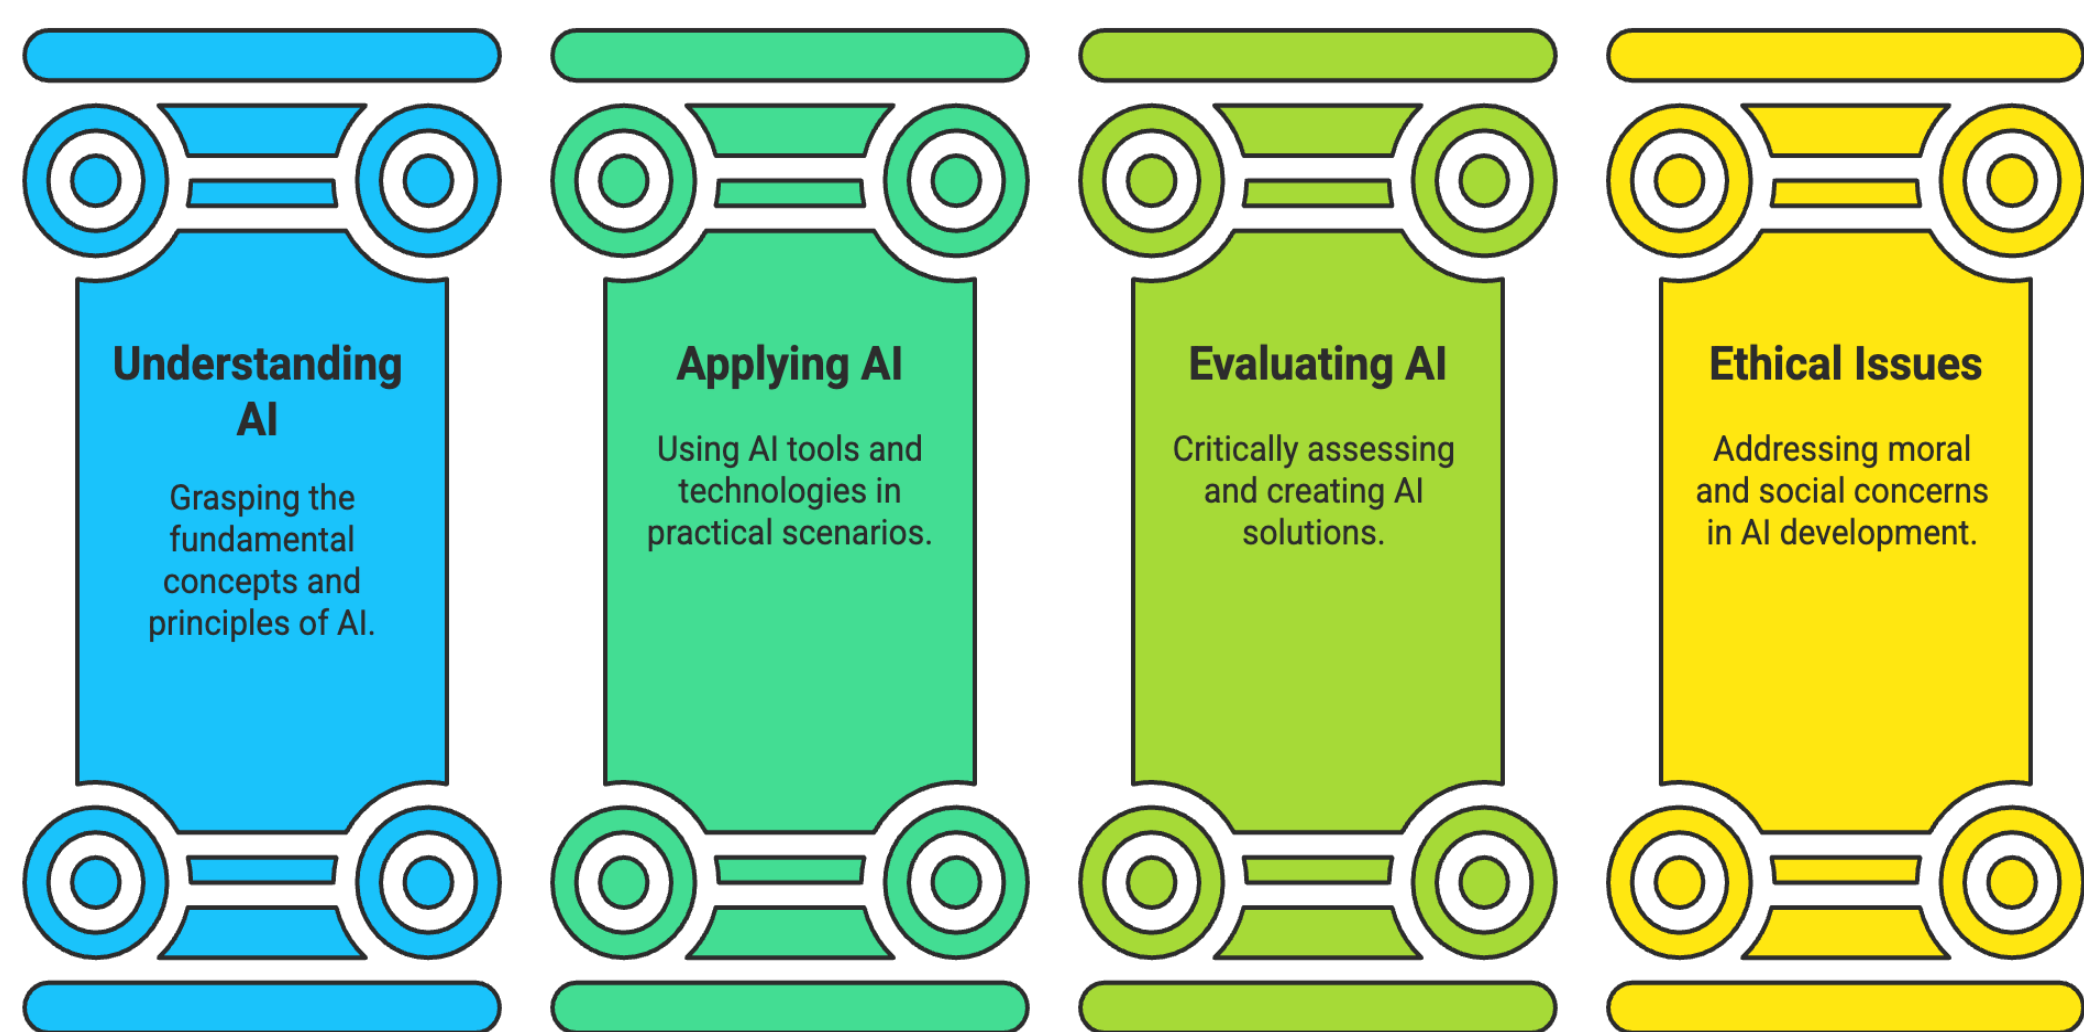 Understanding
AI
Grasping the
fundamental
concepts and
principles of AI.
Applying AI
Using AI tools and
technologies in
practical scenarios.
Evaluating AI
Critically assessing
and creating AI
solutions.
Ethical Issues
Addressing moral
and social concerns
in AI development.